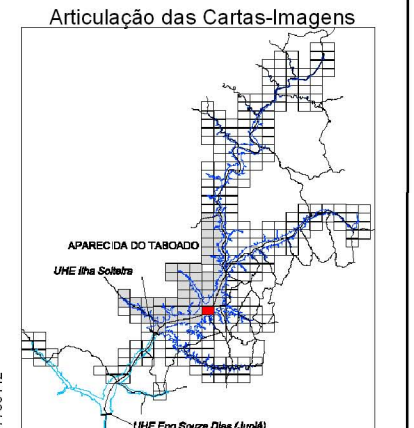 Articulação das Cartas-Imagens
APARECIDA DO TABOADO
UHE Ilha Solteira
UHE Eng Souza Dias (Jupiá)